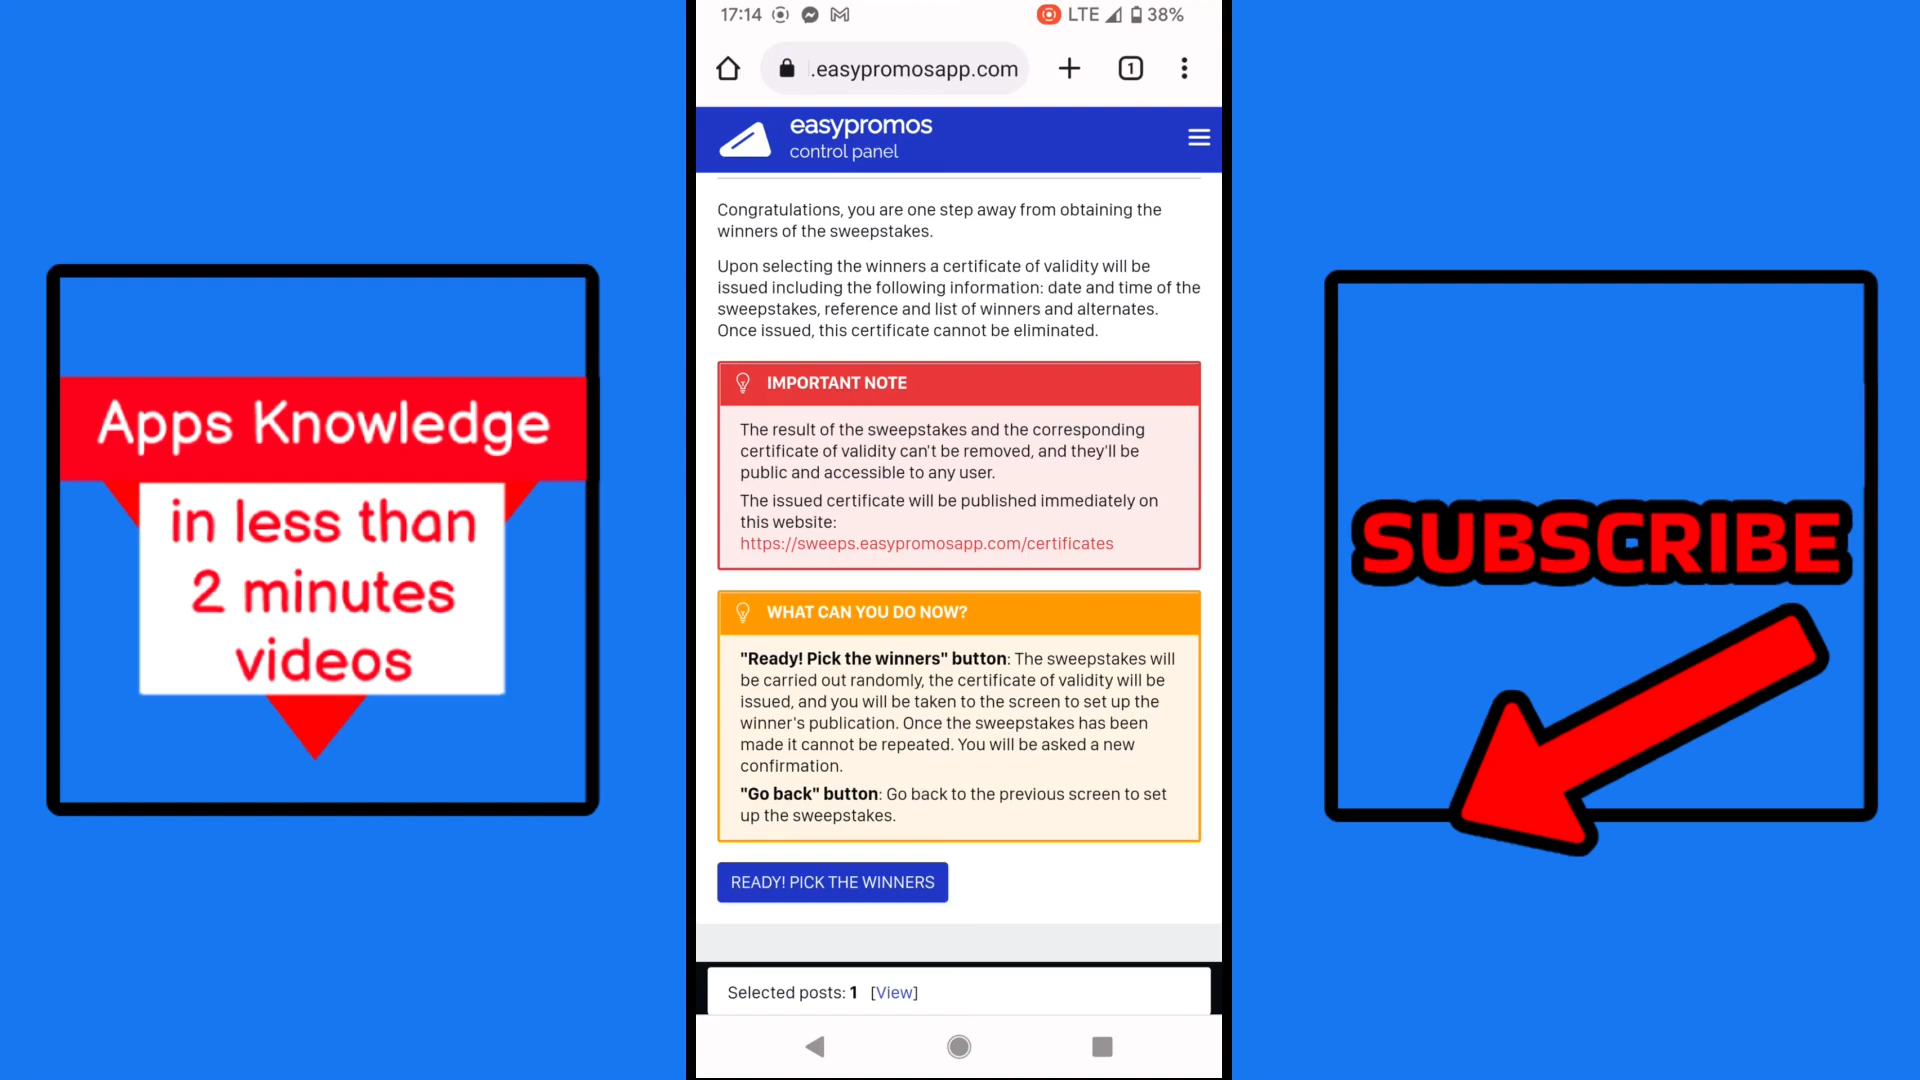 17:14
LTE
38%
.easypromosapp.com
1
easypromos
control panel
Congratulations, you are one step away from obtaining the
winners of the sweepstakes.
Upon selecting the winners a certificate of validity will be
issued including the following information: date and time of the
sweepstakes, reference and list of winners and alternates.
Once issued, this certificate cannot be eliminated.
IMPORTANT NOTE
The result of the sweepstakes and the corresponding
certificate of validity can't be removed, and they'll be
public and accessible to any user.
The issued certificate will be published immediately on
this website:
https://sweeps.easypromosapp.com/certificates
WHAT CAN YOU DO NOW?
"Ready! Pick the winners" button: The sweepstakes will
be carried out randomly, the certificate of validity will be
issued, and you will be taken to the screen to set up the
winner's publication. Once the sweepstakes has been
made it cannot be repeated. You will be asked a new
confirmation.
"Go back" button: Go back to the previous screen to set
up the sweepstakes.
READY! PICK THE WINNERS
Selected posts: 1 [View]
Apps Knowledge
in less than
2 minutes
videos
SUBSCRIBE